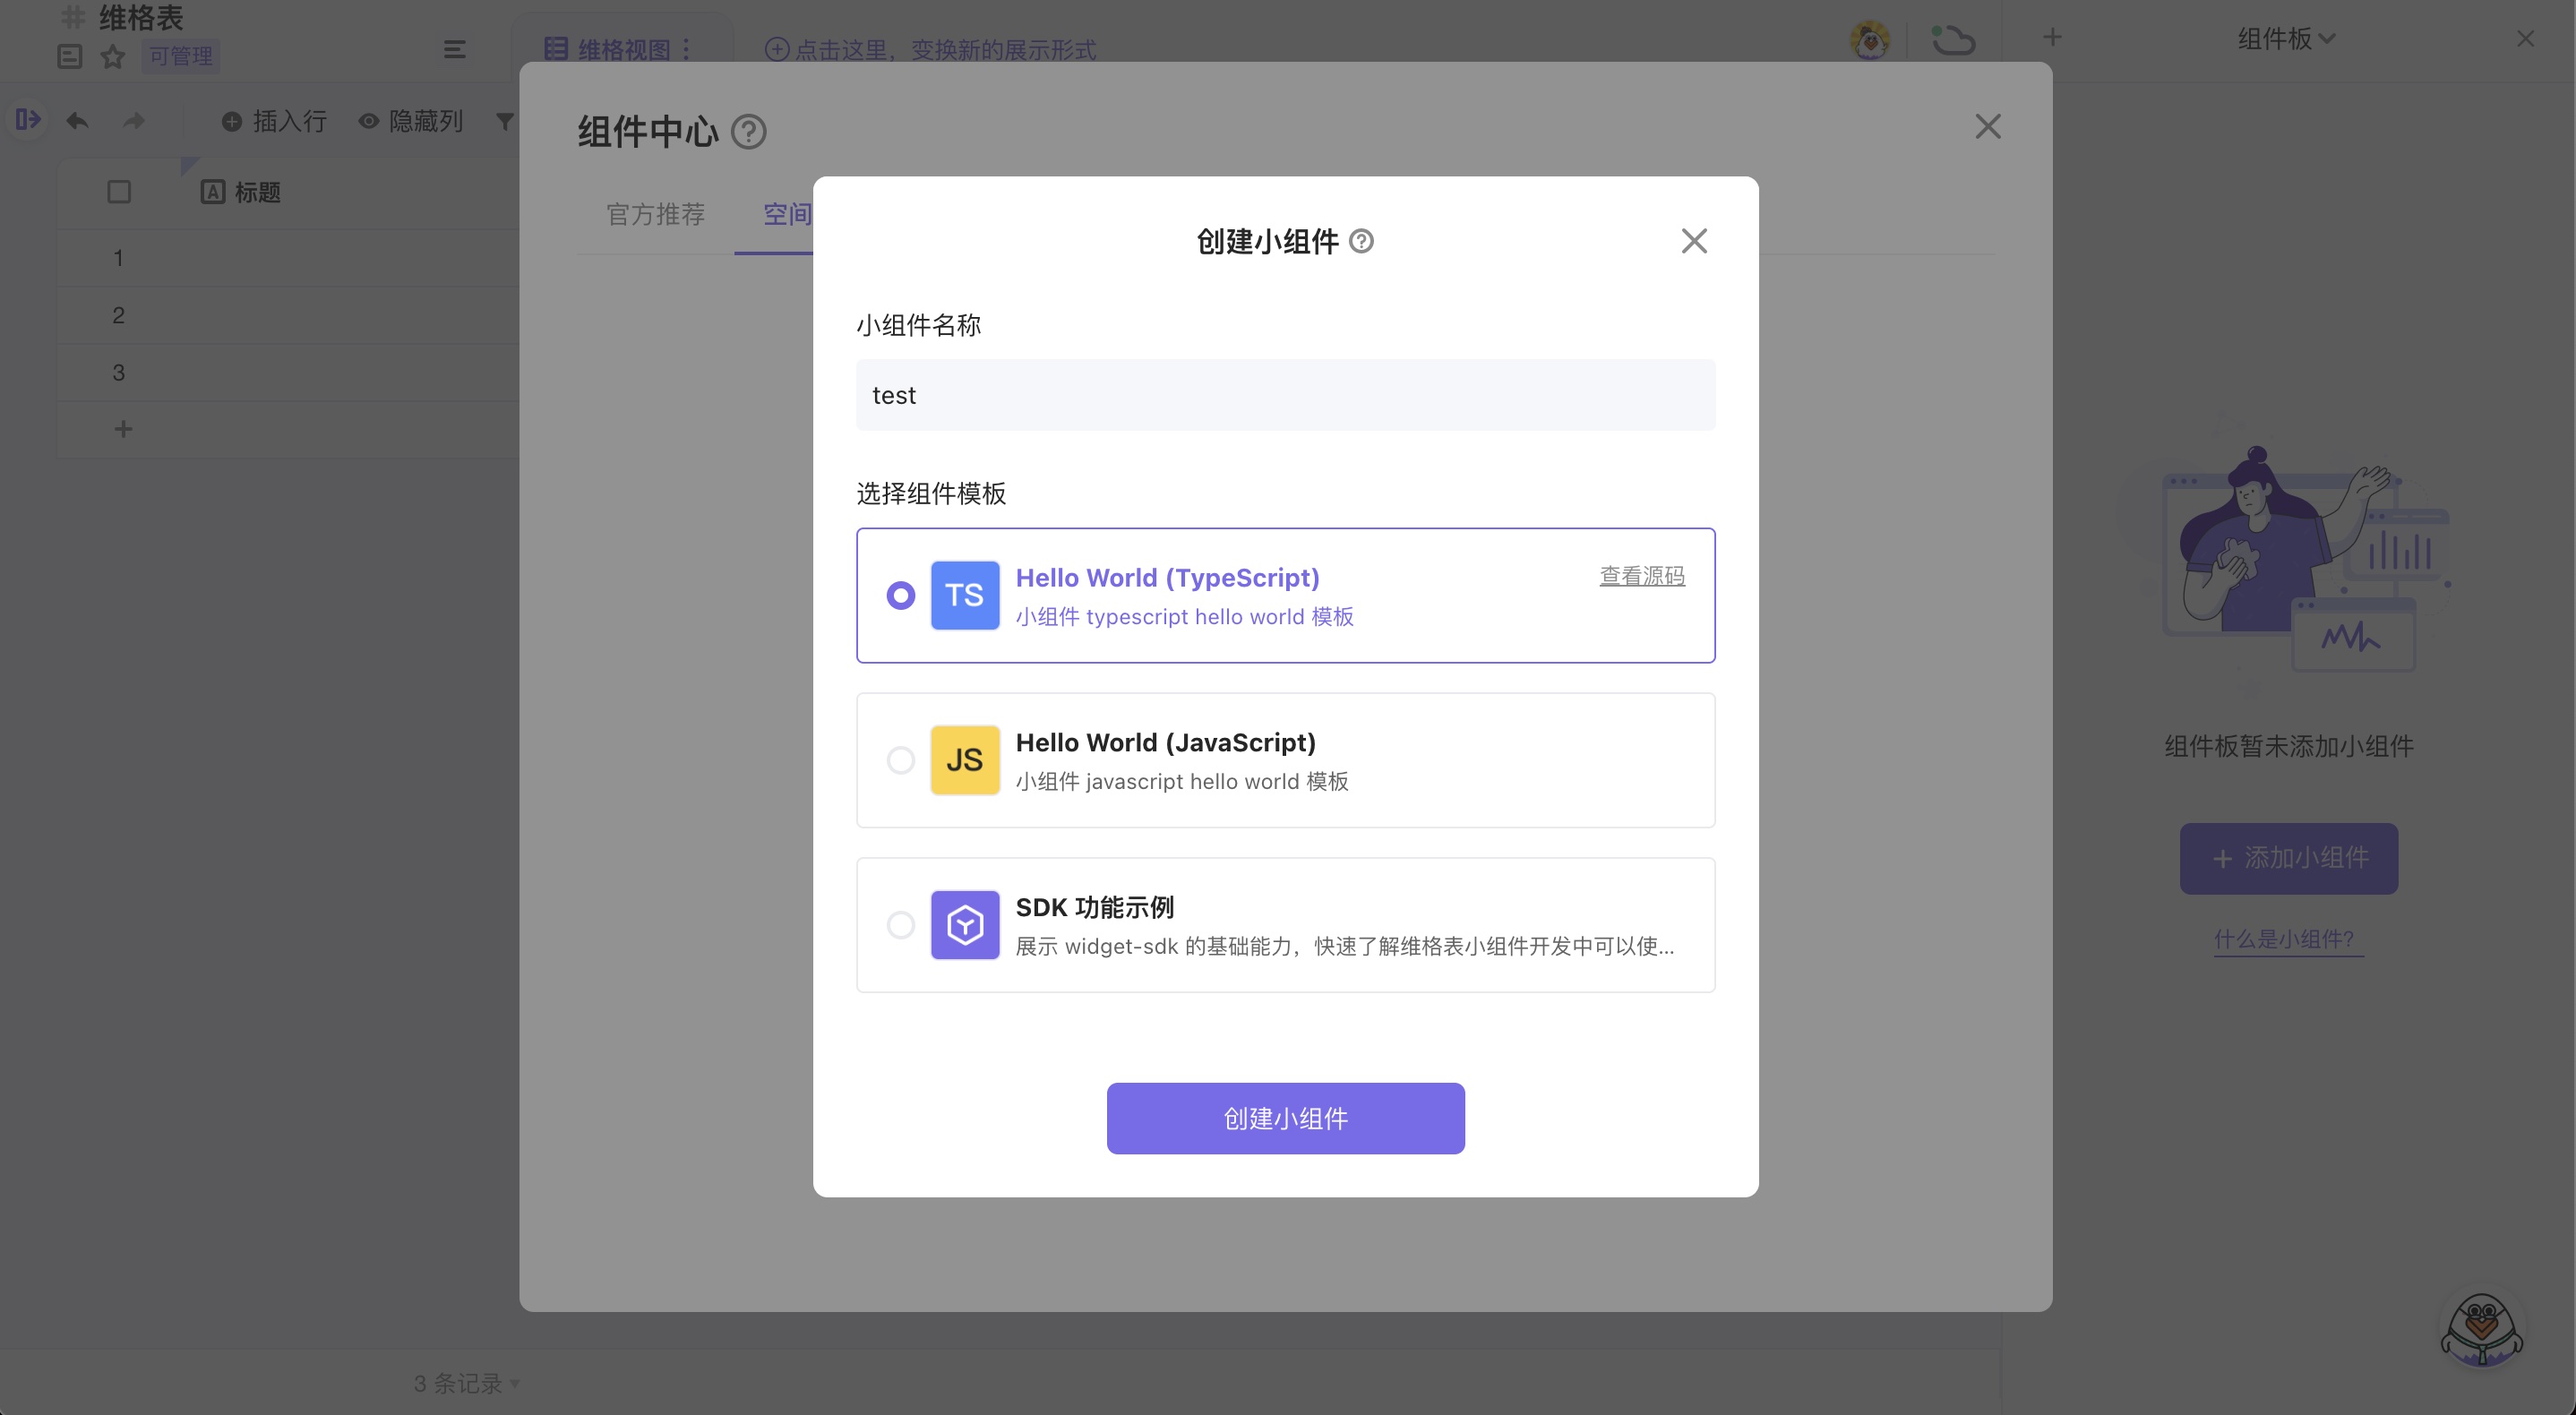 维格表
可管理
维格视图
点击这里，变换新的展示形式
组件板
插入行
隐藏列
标题
1
2
3
组件中心
官方推荐
空间
创建小组件
小组件名称
test
选择组件模板
TS
Hello World (TypeScript)
查看源码
小组件 typescript hello world 模板
JS
Hello World (JavaScript)
小组件 javascript hello world 模板
SDK 功能示例
展示 widget-sdk 的基础能力，快速了解维格表小组件开发中可以使...
创建小组件
组件板暂未添加小组件
添加小组件
什么是小组件？
3 条记录